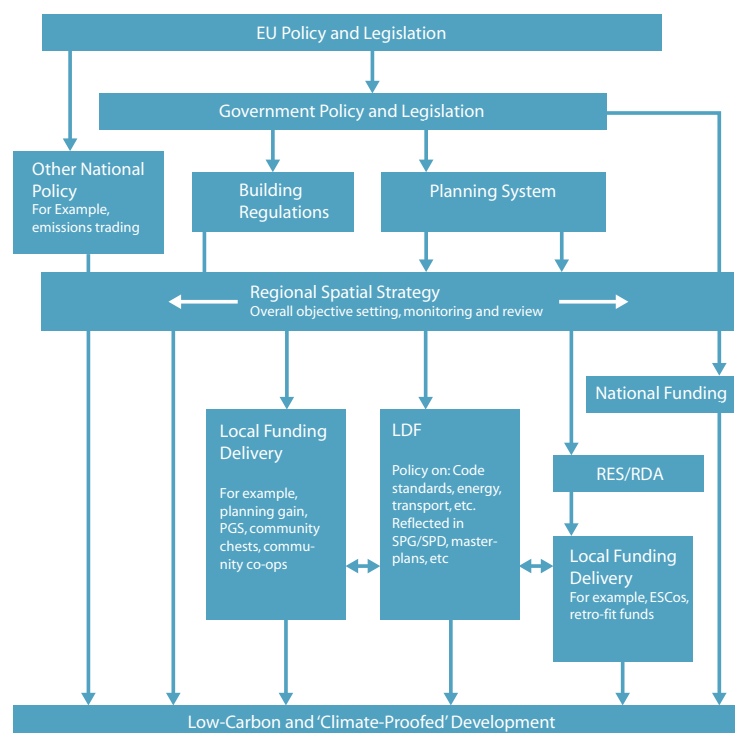 EU Policy and Legislation
Government Policy and Legislation
Other National
Policy
For Example,
emissions trading
Building
Regulations
Planning System
Regional Spatial Strategy
Overall objective setting, monitoring and review
National Funding
Local Funding
Delivery
For example,
planning gain,
PGS, community
chests, commu-
nity co-ops
LDF
Policy on: Code
standards, energy,
transport, etc.
Reflected in
SPG/SPD, master-
plans, etc
RES/RDA
Local Funding
Delivery
For example, ESCos,
retro-fit funds
Low-Carbon and ‘Climate-Proofed’ Development